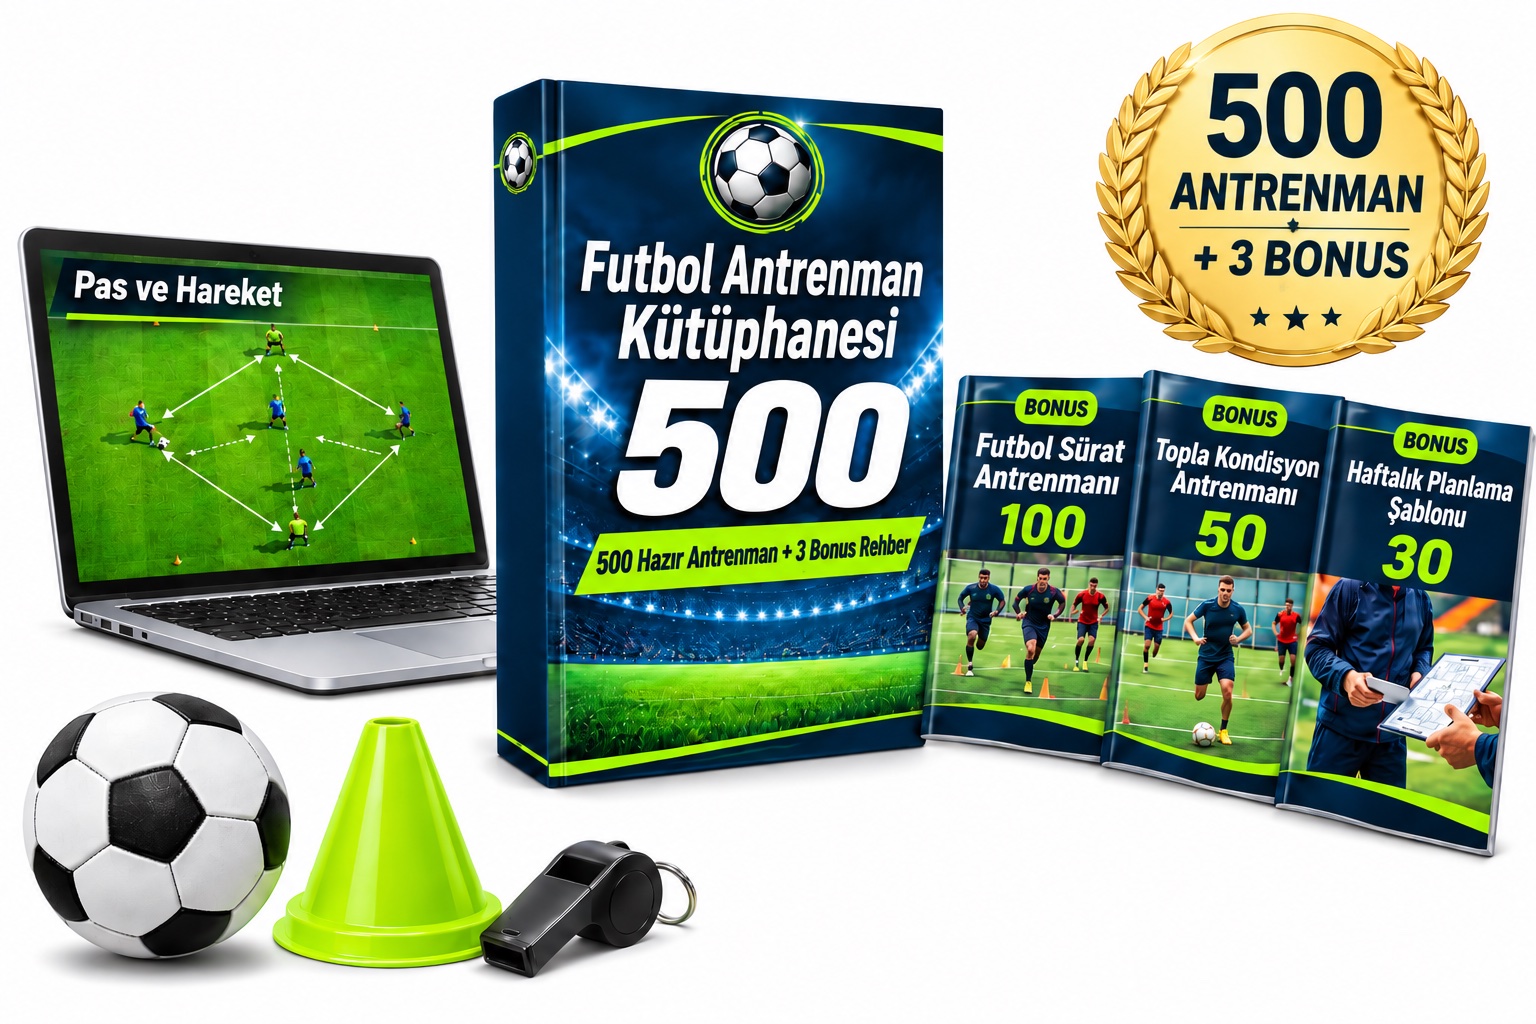 Pas ve Hareket
Futbol Antrenman
Kütüphanesi
500
500 Hazır Antrenman + 3 Bonus Rehber
500
ANTRENMAN
+ 3 BONUS
BONUS
Futbol Sürat
Antrenmanı
100
BONUS
Topla Kondisyon
Antrenmanı
50
BONUS
Haftalık Planlama
Şablonu
30